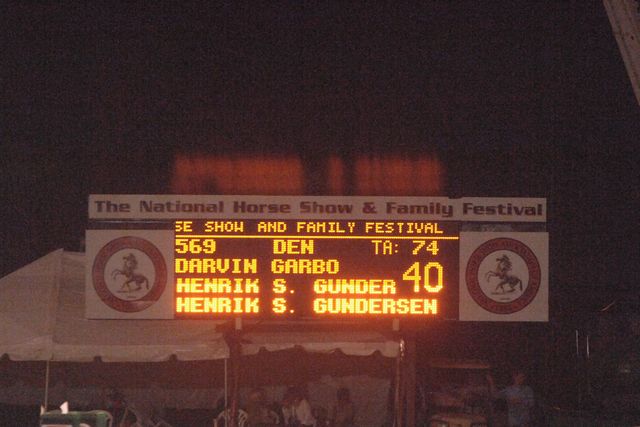 The National Horse Show & Family Festival
SE SHOW AND FAMILY FESTIVAL
569 DEN TA: 74
DARVIN GARBO
HENRIK S. GUNDER 40
HENRIK S. GUNDERSEN